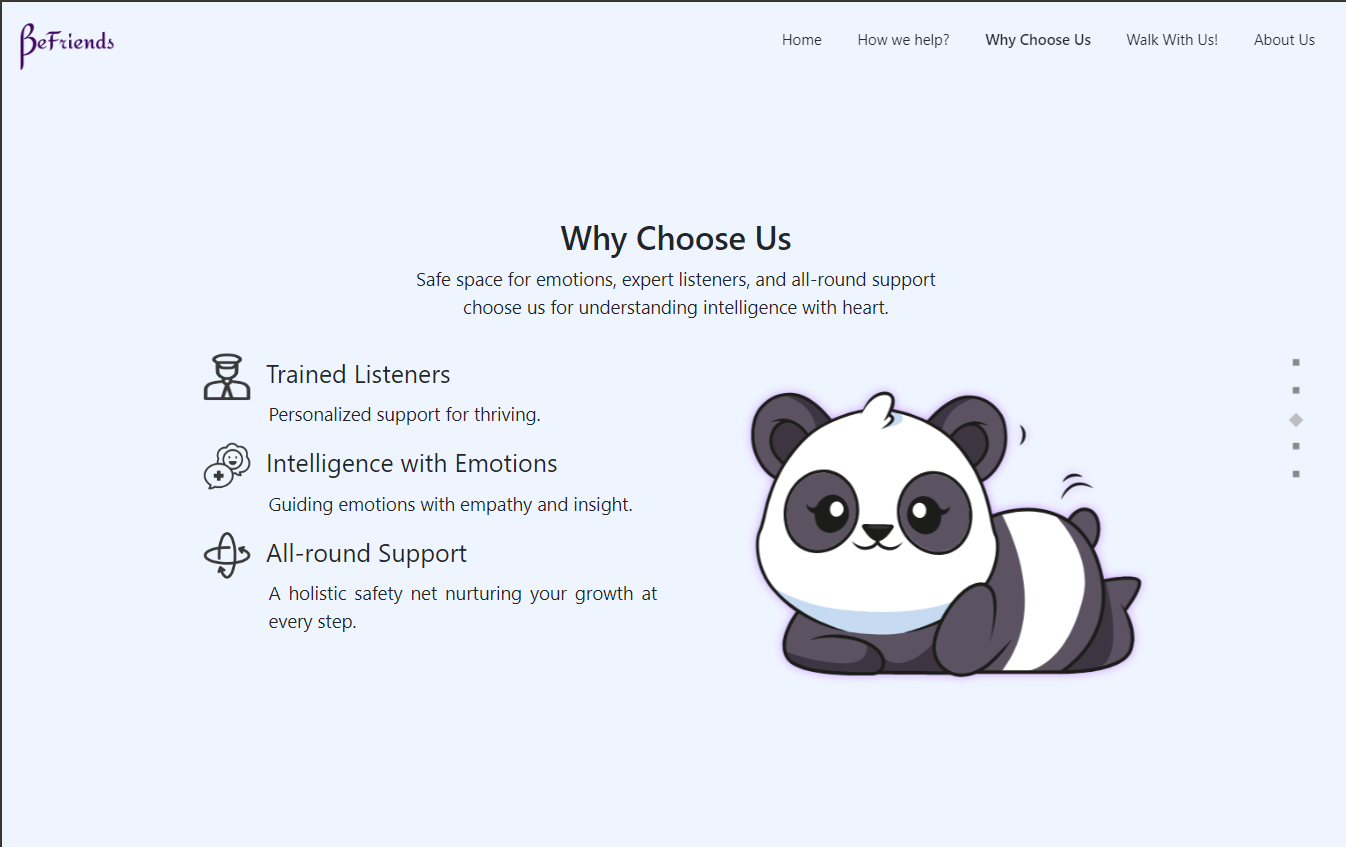 BeFriends
Home
How we help?
Why Choose Us
Walk With Us!
About Us
Why Choose Us
Safe space for emotions, expert listeners, and all-round support
choose us for understanding intelligence with heart.
Trained Listeners
Personalized support for thriving.
Intelligence with Emotions
Guiding emotions with empathy and insight.
All-round Support
A holistic safety net nurturing your growth at
every step.